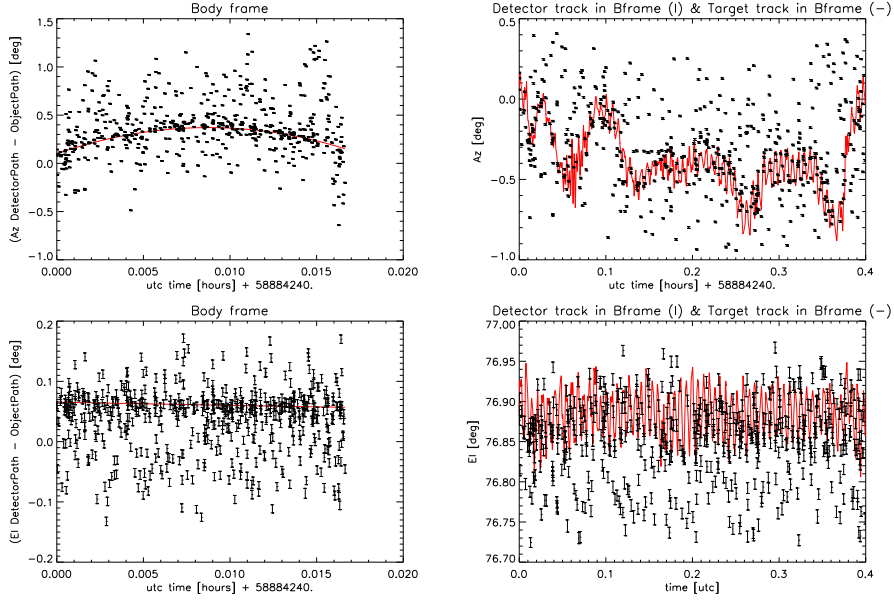 Body frame
(Az DetectorPath − ObjectPath) [deg]
1.5
1.0
0.5
0.0
−0.5
−1.0
0.000 0.005 0.010 0.015 0.020
utc time [hours] + 58884240.
Detector track in Bframe (I) & Target track in Bframe (−)
Az [deg]
0.5
0.0
−0.5
−1.0
0.0 0.1 0.2 0.3 0.4
utc time [hours] + 58884240.
Body frame
(El DetectorPath − ObjectPath) [deg]
0.2
0.1
0.0
−0.1
−0.2
0.000 0.005 0.010 0.015 0.020
utc time [hours] + 58884240.
Detector track in Bframe (I) & Target track in Bframe (−)
El [deg]
77.00
76.95
76.90
76.85
76.80
76.75
76.70
0.0 0.1 0.2 0.3 0.4
time [utc]